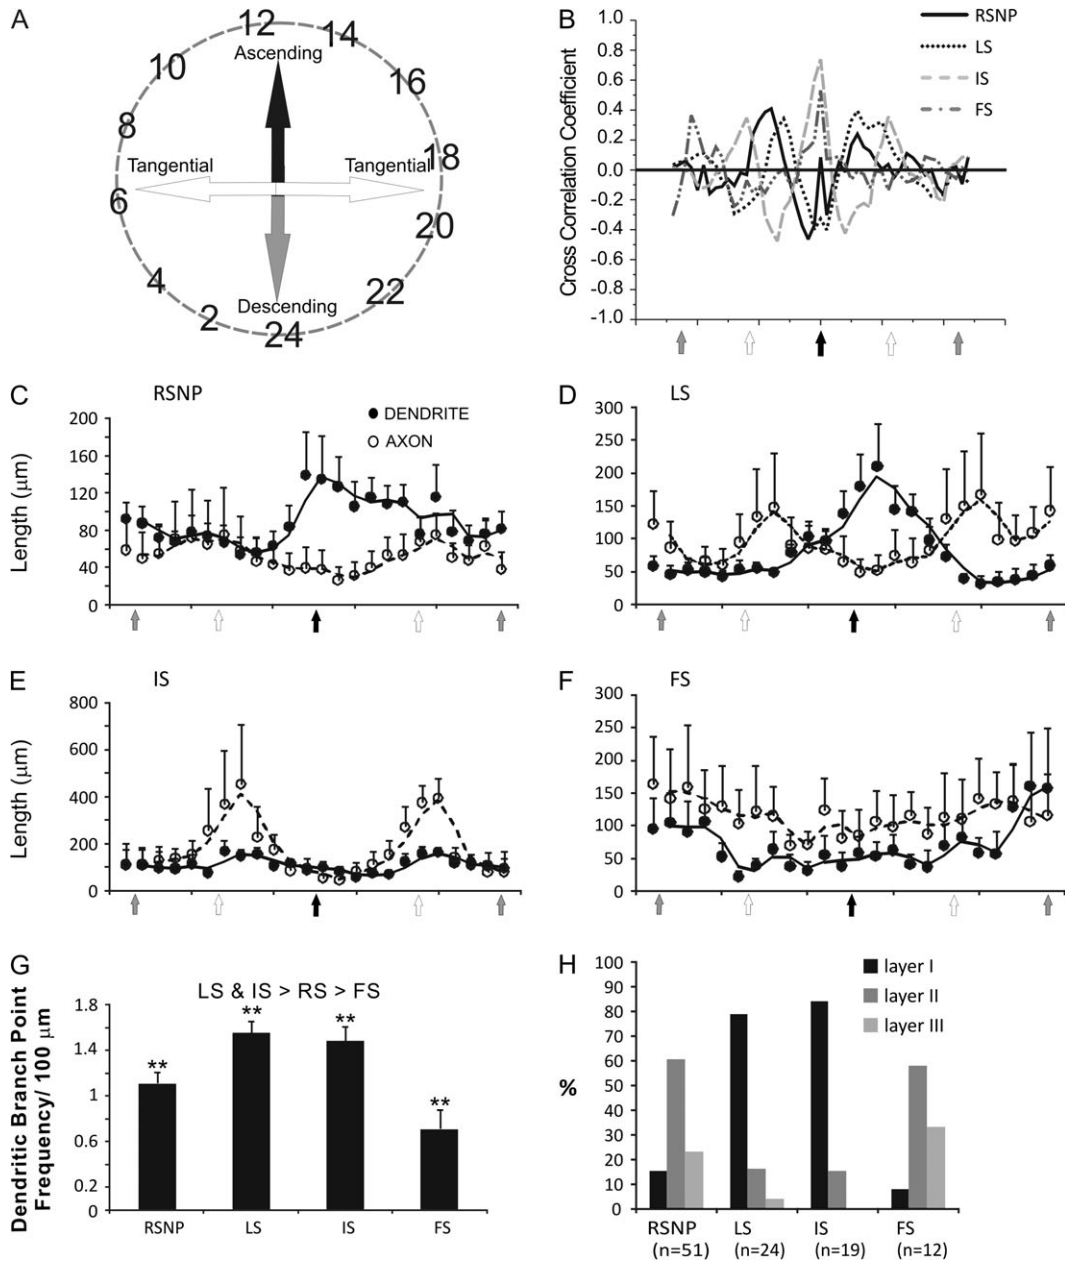 A
12
14
Ascending
10
16
8
18
Tangential
Tangential
6
20
4
22
2
Descending
24
B
RSNP
LS
IS
FS
Cross Correlation Coefficient
1.0
0.8
0.6
0.4
0.2
0.0
-0.2
-0.4
-0.6
-0.8
-1.0
C
RSNP
DENDRITE
AXON
Length (μm)
200
160
120
80
40
0
D
LS
300
250
200
150
100
50
0
E
IS
Length (μm)
800
600
400
200
0
F
FS
300
250
200
150
100
50
0
G
LS & IS > RS > FS
Dendritic Branch Point
Frequency/ 100 μm
1.8
1.4
1
0.6
0.2
0
**
**
**
**
RSNP
LS
IS
FS
H
layer I
layer II
layer III
%
100
90
80
70
60
50
40
30
20
10
0
RSNP LS IS FS
(n=51) (n=24) (n=19) (n=12)